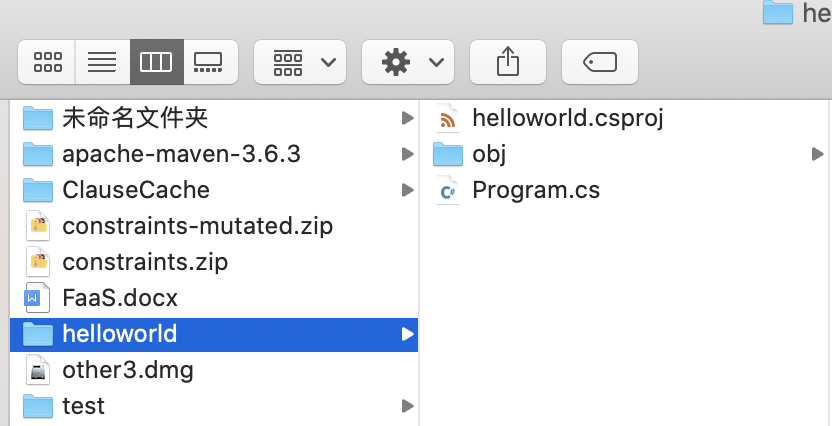 he
未命名文件夹
apache-maven-3.6.3
ClauseCache
constraints-mutated.zip
constraints.zip
FaaS.docx
helloworld
other3.dmg
test
helloworld.csproj
obj
Program.cs